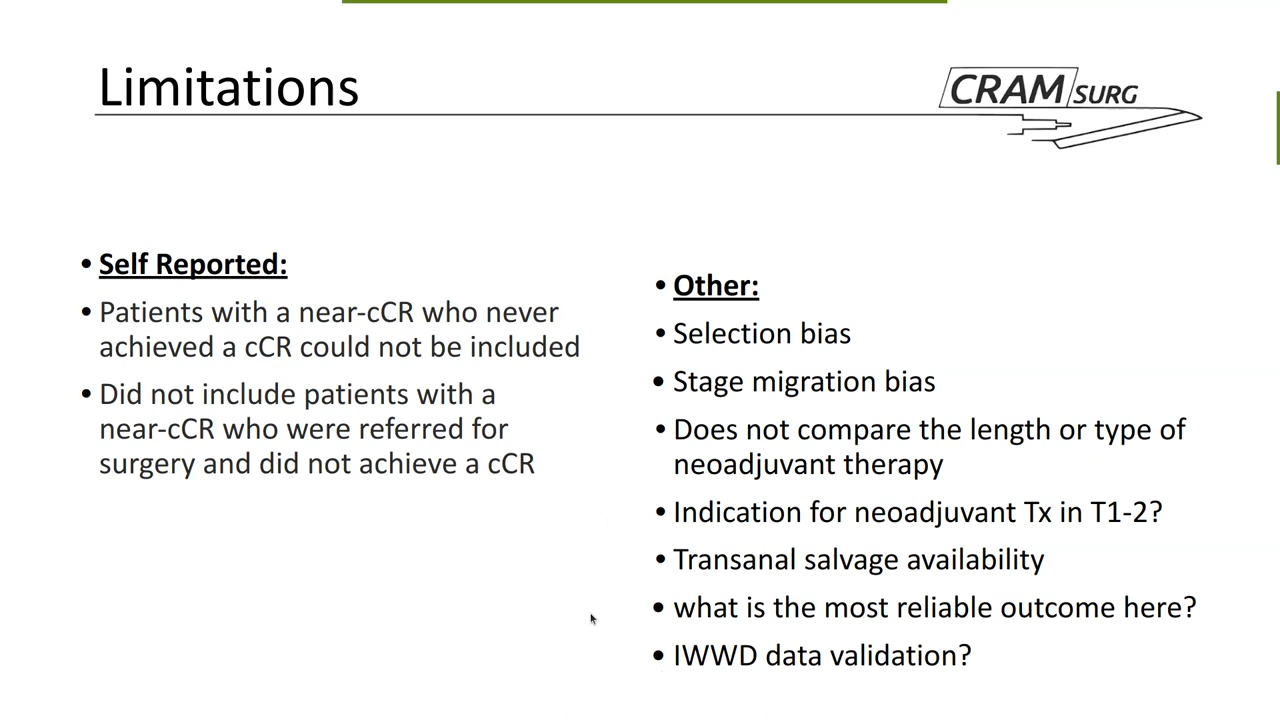 Limitations
CRAM SURG
• Self Reported:
• Patients with a near-cCR who never
achieved a cCR could not be included
• Did not include patients with a
near-cCR who were referred for
surgery and did not achieve a cCR
• Other:
• Selection bias
• Stage migration bias
• Does not compare the length or type of
neoadjuvant therapy
• Indication for neoadjuvant Tx in T1-2?
• Transanal salvage availability
• what is the most reliable outcome here?
• IWWD data validation?